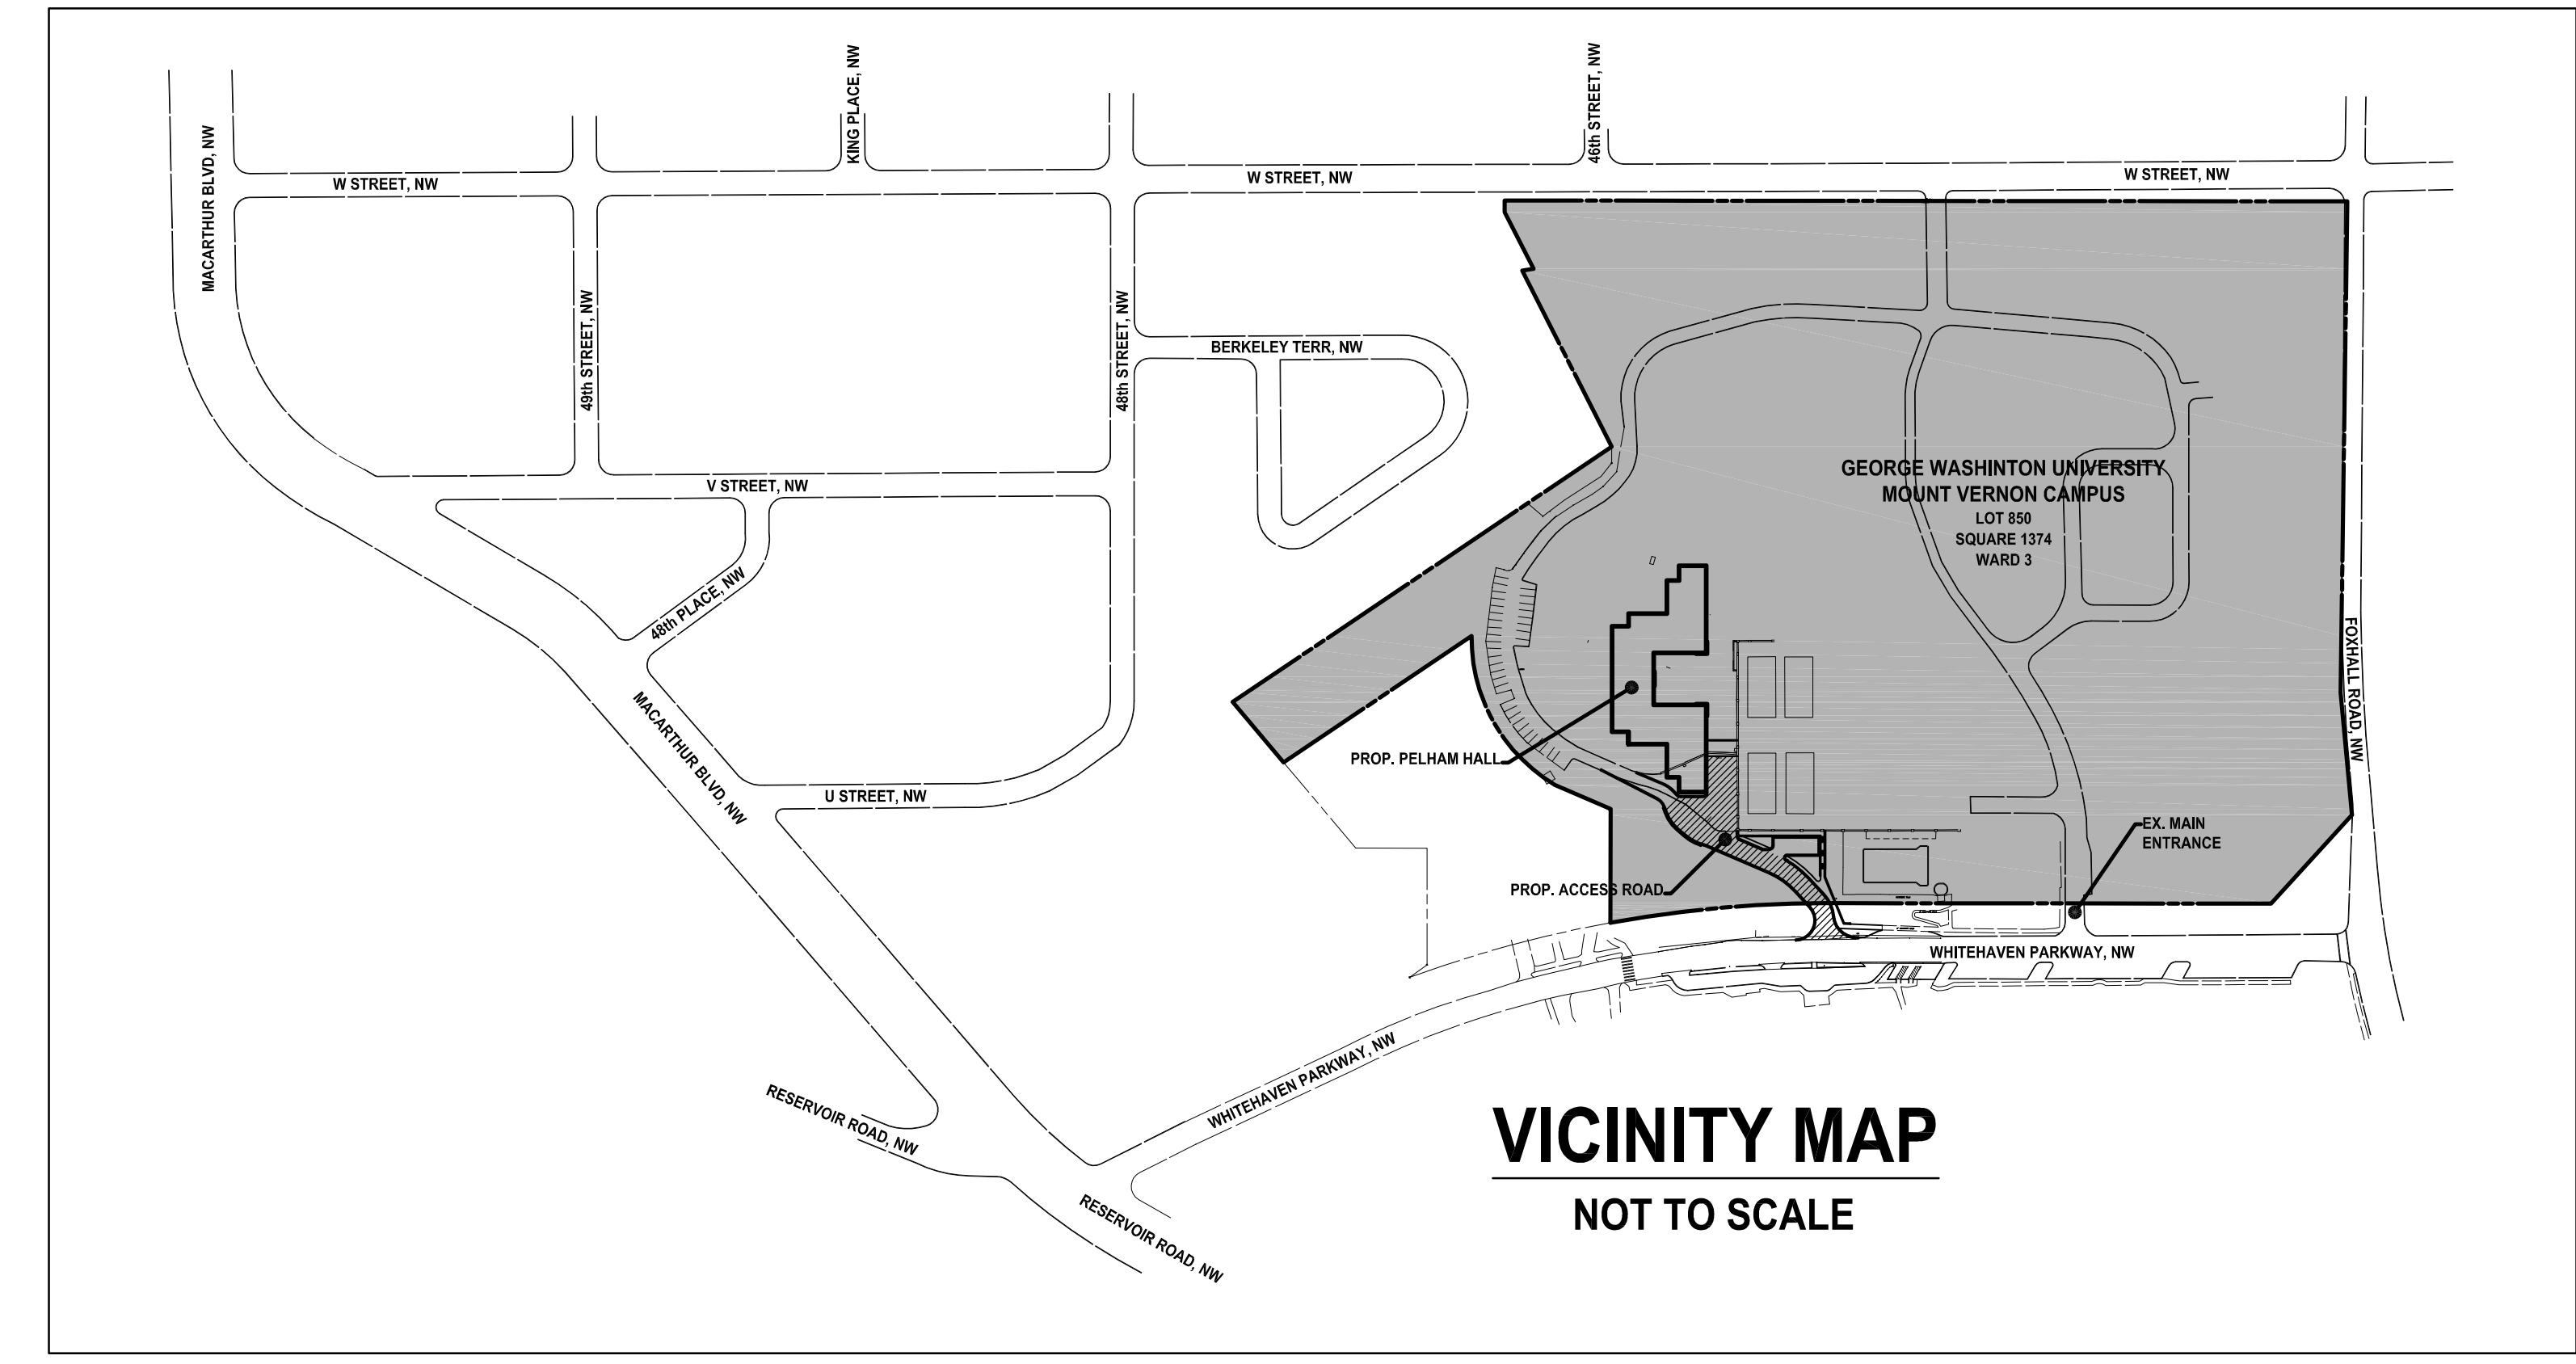 KING PLACE, NW
46th STREET, NW
MACARTHUR BLVD, NW
W STREET, NW
W STREET, NW
W STREET, NW
49th STREET, NW
48th STREET, NW
BERKELEY TERR, NW
V STREET, NW
GEORGE WASHINTON UNIVERSITY
MOUNT VERNON CAMPUS
LOT 850
SQUARE 1374
WARD 3
48th PLACE, NW
FOXHALL ROAD, NW
MACARTHUR BLVD, NW
PROP. PELHAM HALL
U STREET, NW
EX. MAIN
ENTRANCE
PROP. ACCESS ROAD
WHITEHAVEN PARKWAY, NW
WHITEHAVEN PARKWAY, NW
RESERVOIR ROAD, NW
RESERVOIR ROAD, NW
VICINITY MAP
NOT TO SCALE